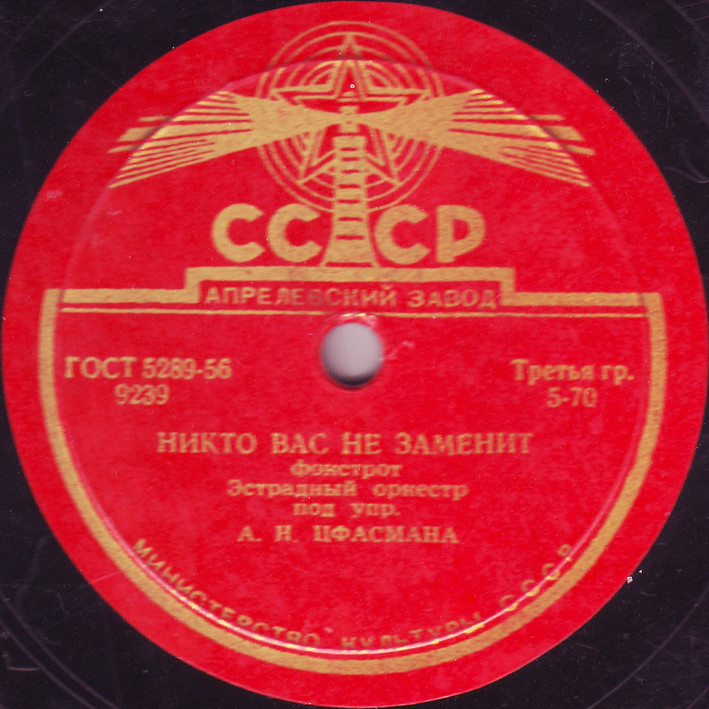 СССР
АПРЕЛЕВСКИЙ ЗАВОД
ГОСТ 5289-56
9239
Третья гр.
5-70
НИКТО ВАС НЕ ЗАМЕНИТ
Фокстрот
Эстрадный оркестр
под упр.
А. Н. ЦФАСМАНА
МИНИСТЕРСТВО КУЛЬТУРЫ СССР